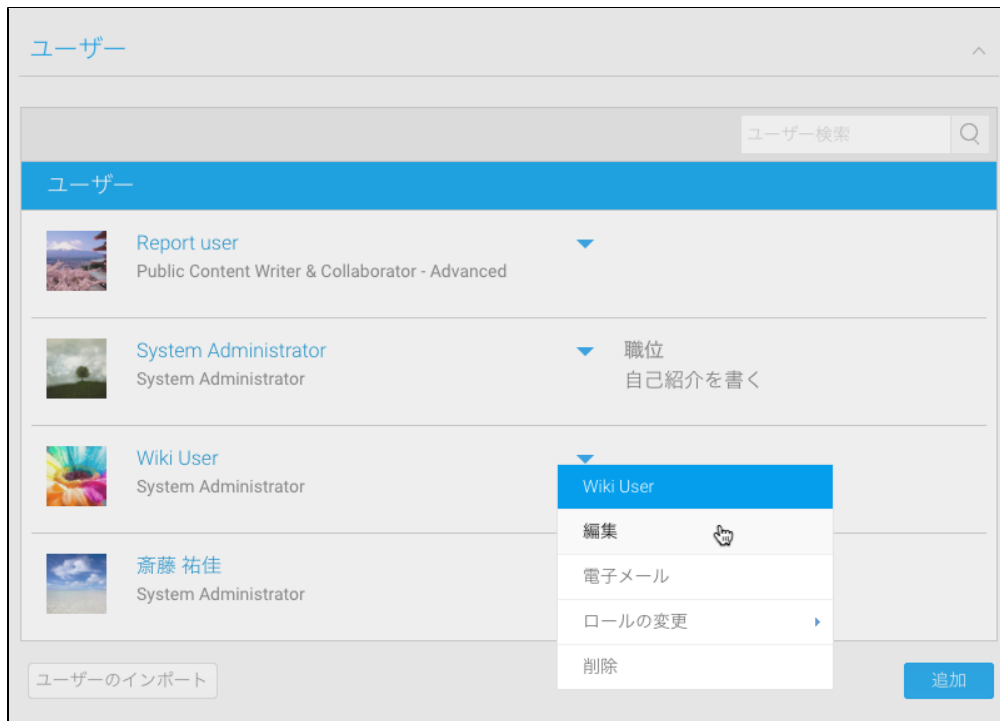 ユーザー
ユーザー検索
ユーザー
Report user
Public Content Writer & Collaborator - Advanced
System Administrator
職位
System Administrator
自己紹介を書く
Wiki User
System Administrator
Wiki User
編集
電子メール
ロールの変更
削除
斎藤 祐佳
System Administrator
ユーザーのインポート
追加